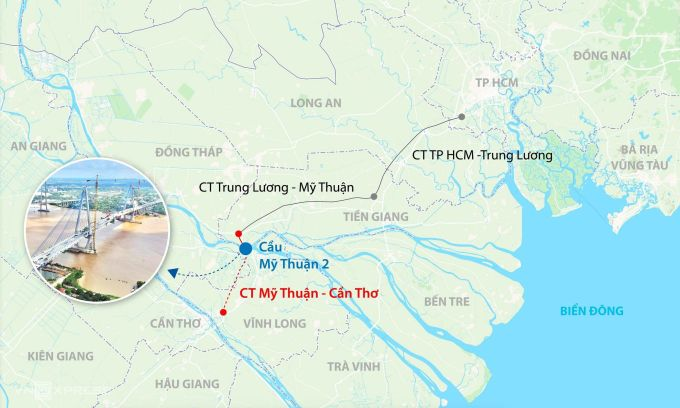 ĐỒNG NAI
TP HCM
LONG AN
AN GIANG
ĐỒNG THÁP
CT TP HCM -Trung Lương
BÀ RỊA
VŨNG TÀU
CT Trung Lương - Mỹ Thuận
TIỀN GIANG
Cầu
Mỹ Thuận 2
CT Mỹ Thuận - Cần Thơ
BẾN TRE
BIỂN ĐÔNG
CẦN THƠ
VĨNH LONG
KIÊN GIANG
TRÀ VINH
HẬU GIANG
VNEXPRESS